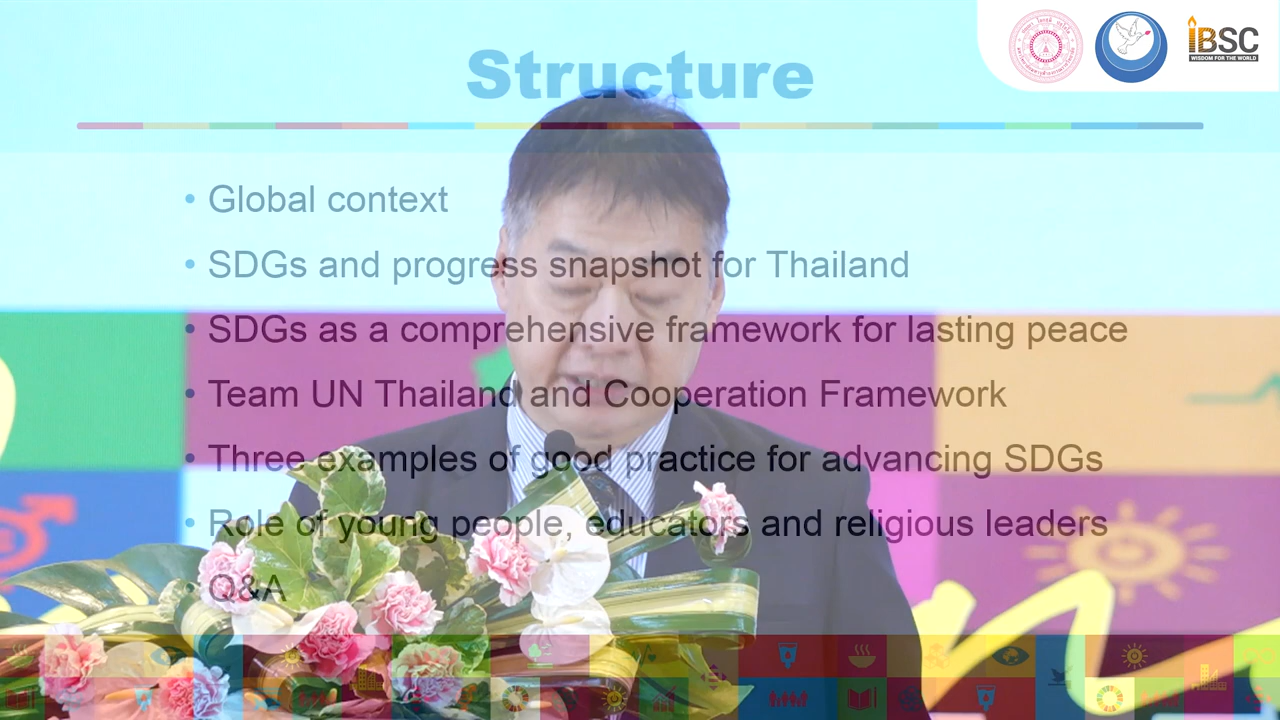 Structure
• Global context
• SDGs and progress snapshot for Thailand
• SDGs as a comprehensive framework for lasting peace
• Team UN Thailand and Cooperation Framework
• Three examples of good practice for advancing SDGs
• Role of young people, educators and religious leaders
• Q&A
iBSC
WISDOM FOR THE WORLD